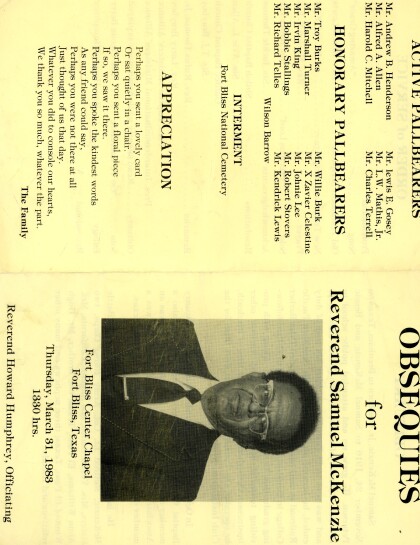 ACTIVE PALLBEARERS
Mr. Andrew B. Henderson
Mr. Alfred A. Allen
Mr. Harold C. Mitchell
Mr. lewis E. Gosey
Mr. I. W. Mathis, Jr.
Mr. Charles Terrell
HONORARY PALLBEARERS
Mr. Troy Burks
Mr. Marshall Turner
Mr. Irvin King
Mr. Bobbie Stallings
Mr. Richard Telles
Mr. Willie Burk
Mr. X Zavier Celestine
Mr. Johnie Lee
Mr. Robert Stovers
Mr. Kendrick Lewis
Wilson Barrow
INTERMENT
Fort Bliss National Cemetery
APPRECIATION
Perhaps you sent a lovely card
Or sat quietly in a chair.
Perhaps you sent a floral piece
If so, we saw it there.
Perhaps you spoke the kindest words
As any friend could say,
Perhaps you were not there at all
Just thought of us that day.
Whatever you did to console our hearts,
We thank you so much, whatever the part.
The Family
OBSEQUIES
for
Reverend Samuel McKenzie
Fort Bliss Center Chapel
Fort Bliss, Texas
Thursday, March 31, 1983
1330 hrs.
Reverend Howard Humphrey, Officiating